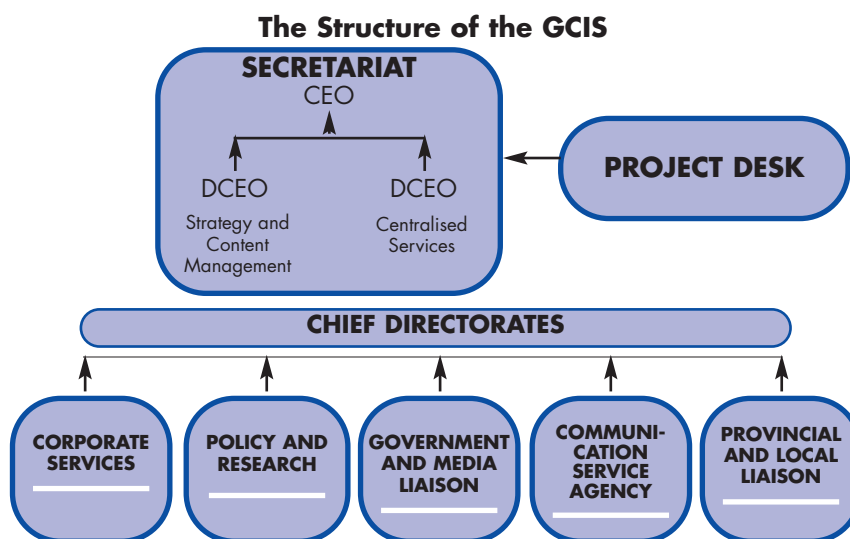 The Structure of the GCIS
SECRETARIAT
CEO
DCEO
Strategy and
Content
Management
DCEO
Centralised
Services
PROJECT DESK
CHIEF DIRECTORATES
CORPORATE
SERVICES
POLICY AND
RESEARCH
GOVERNMENT
AND MEDIA
LIAISON
COMMUNI-
CATION
SERVICE
AGENCY
PROVINCIAL
AND LOCAL
LIAISON